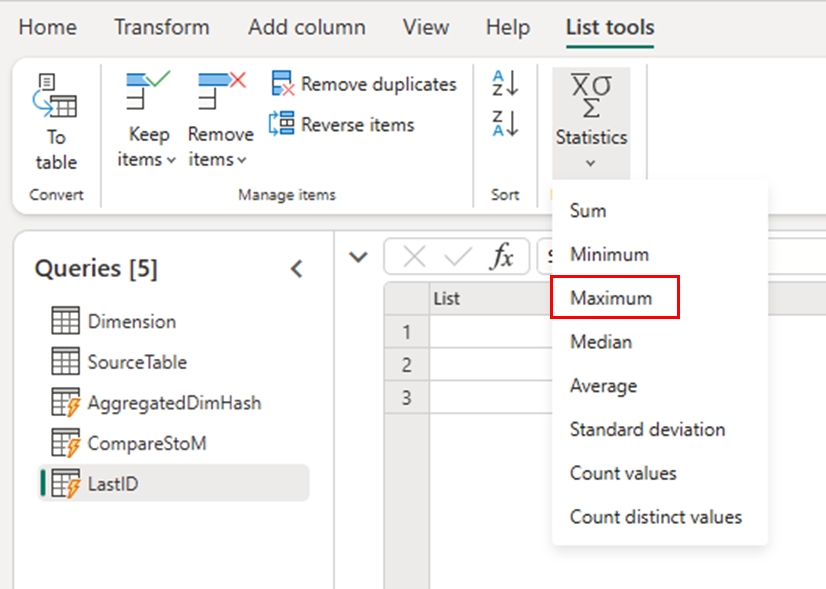 Home Transform Add column View Help List tools
To table
Convert
Keep items
Remove items
Remove duplicates
Reverse items
Manage items
A
Z
Z
A
Sort
X̅σ
Σ
Statistics
Sum
Minimum
Maximum
Median
Average
Standard deviation
Count values
Count distinct values
Queries [5]
Dimension
SourceTable
AggregatedDimHash
CompareStoM
LastID
fx
List
1
2
3